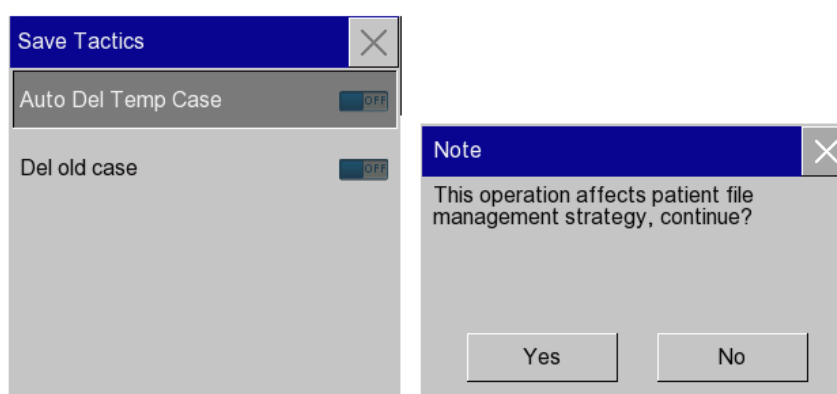 Save Tactics
Auto Del Temp Case
OFF
Del old case
OFF
Note
This operation affects patient file
management strategy, continue?
Yes
No